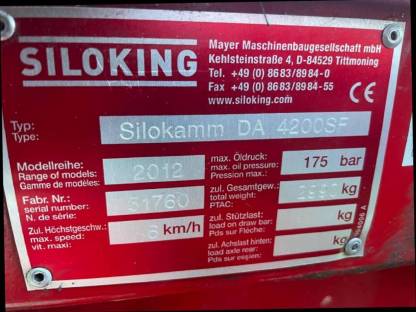 SILOKING
Mayer Maschinenbaugesellschaft mbH
Kehlsteinstraße 4, D-84529 Tittmoning
Tel. +49 (0) 8683/8984-0
Fax +49 (0) 8683/8984-55
www.siloking.com
CE
Typ: Silokamm DA 4200SF
Type:
Modellreihe: 2012
Range of models:
Gamme de modèles:
Fabr. Nr.: 51760
serial number:
N. de série:
Zul. Höchstgeschw.: 6 km/h
max. speed:
vit. maxi:
max. Öldruck: 175 bar
max. oil pressure:
Pression max.:
zul. Gesamtgew. kg
total weight:
PTAC:
zul. Stützlast: kg
load on draw bar:
Pds sur Flèche:
zul. Achslast hinten: kg
load axle rear:
Pds sur essien: